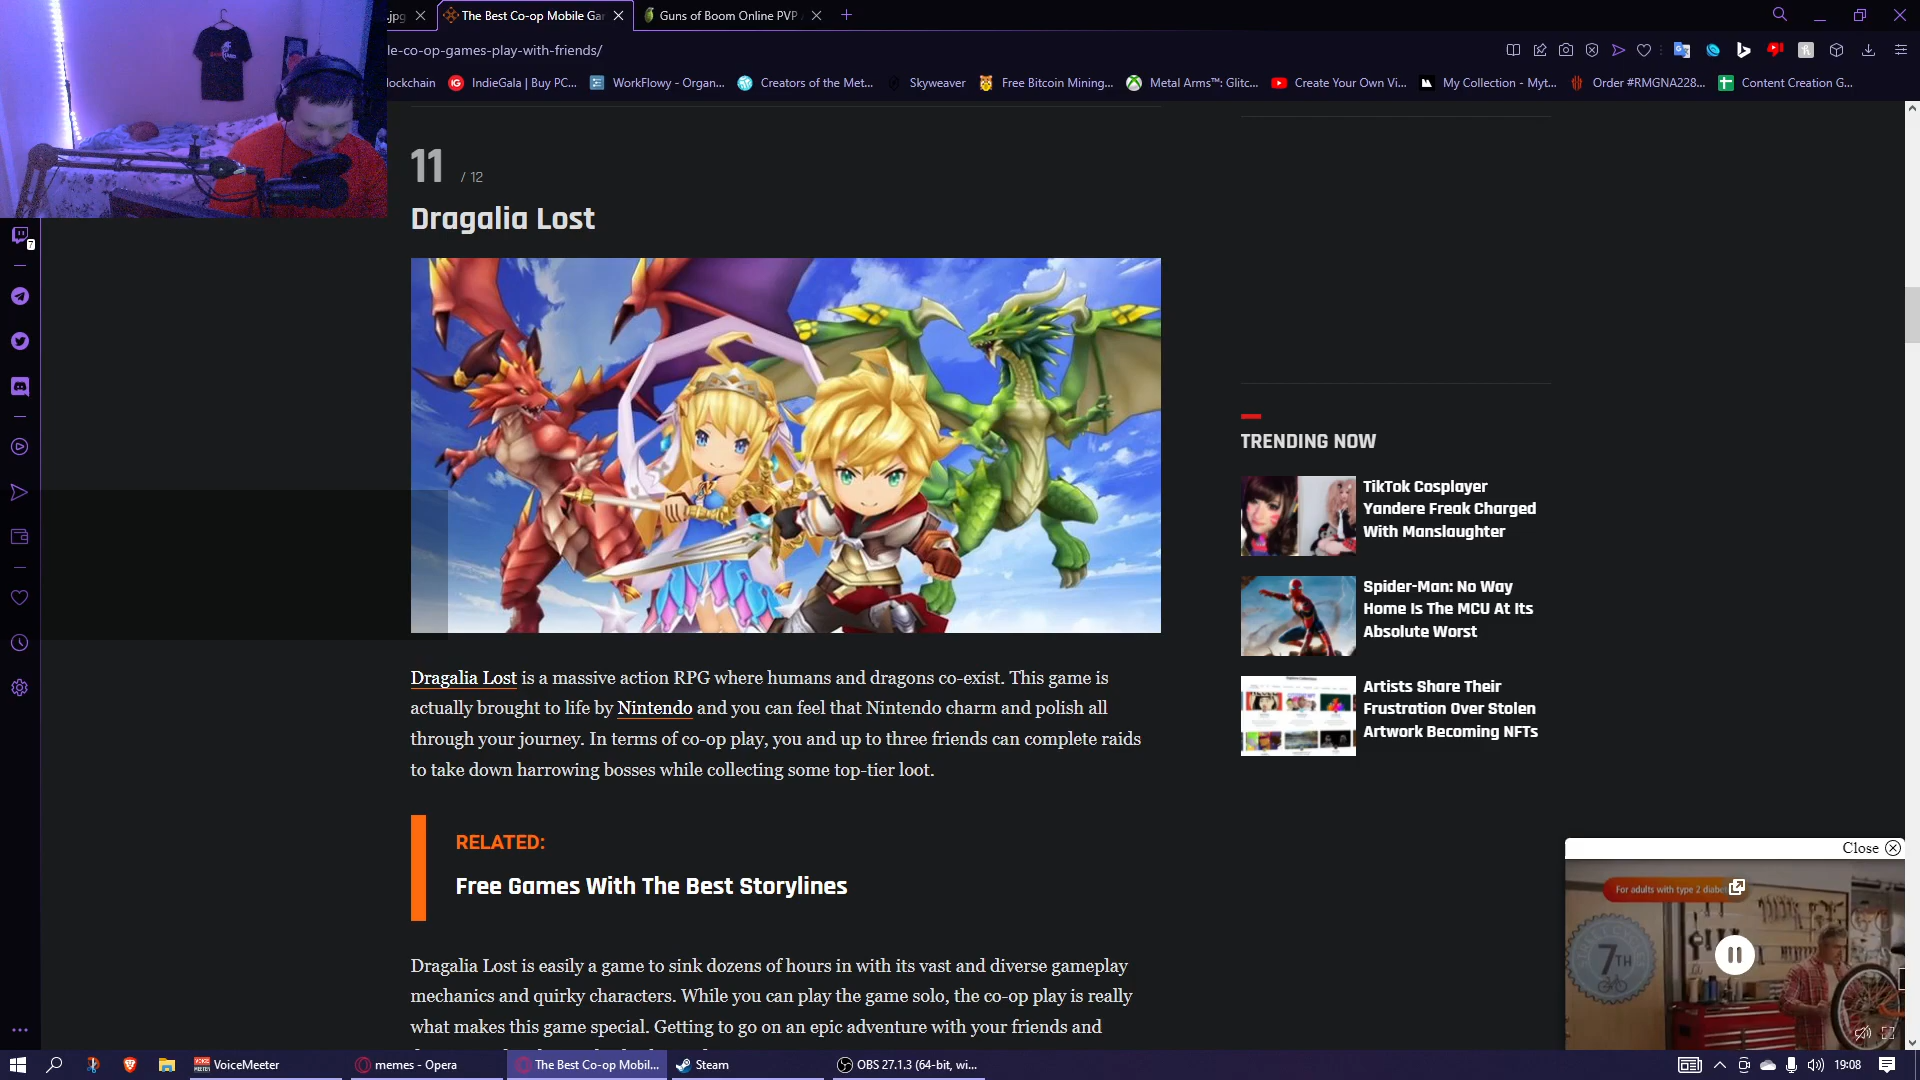 .jpg
The Best Co-op Mobile Gar
Guns of Boom Online PVP
le-co-op-games-play-with-friends/
lockchain
IndieGala | Buy PC...
WorkFlowy - Organ...
Creators of the Met...
Skyweaver
Free Bitcoin Mining,...
Metal Arms™: Glitc...
Create Your Own Vi...
My Collection - Myt...
Order #RMGNA228...
Content Creation G...
11 / 12
Dragalia Lost
7
Dragalia Lost is a massive action RPG where humans and dragons co-exist. This game is
actually brought to life by Nintendo and you can feel that Nintendo charm and polish all
through your journey. In terms of co-op play, you and up to three friends can complete raids
to take down harrowing bosses while collecting some top-tier loot.
RELATED:
Free Games With The Best Storylines
Dragalia Lost is easily a game to sink dozens of hours in with its vast and diverse gameplay
mechanics and quirky characters. While you can play the game solo, the co-op play is really
what makes this game special. Getting to go on an epic adventure with your friends and
TRENDING NOW
TikTok Cosplayer
Yandere Freak Charged
With Manslaughter
Spider-Man: No Way
Home Is The MCU At Its
Absolute Worst
Artists Share Their
Frustration Over Stolen
Artwork Becoming NFTs
Close
For adults with type 2 diabe
7TH
VoiceMeeter
memes - Opera
The Best Co-op Mobil...
Steam
OBS 27.1.3 (64-bit, wi...
19:08